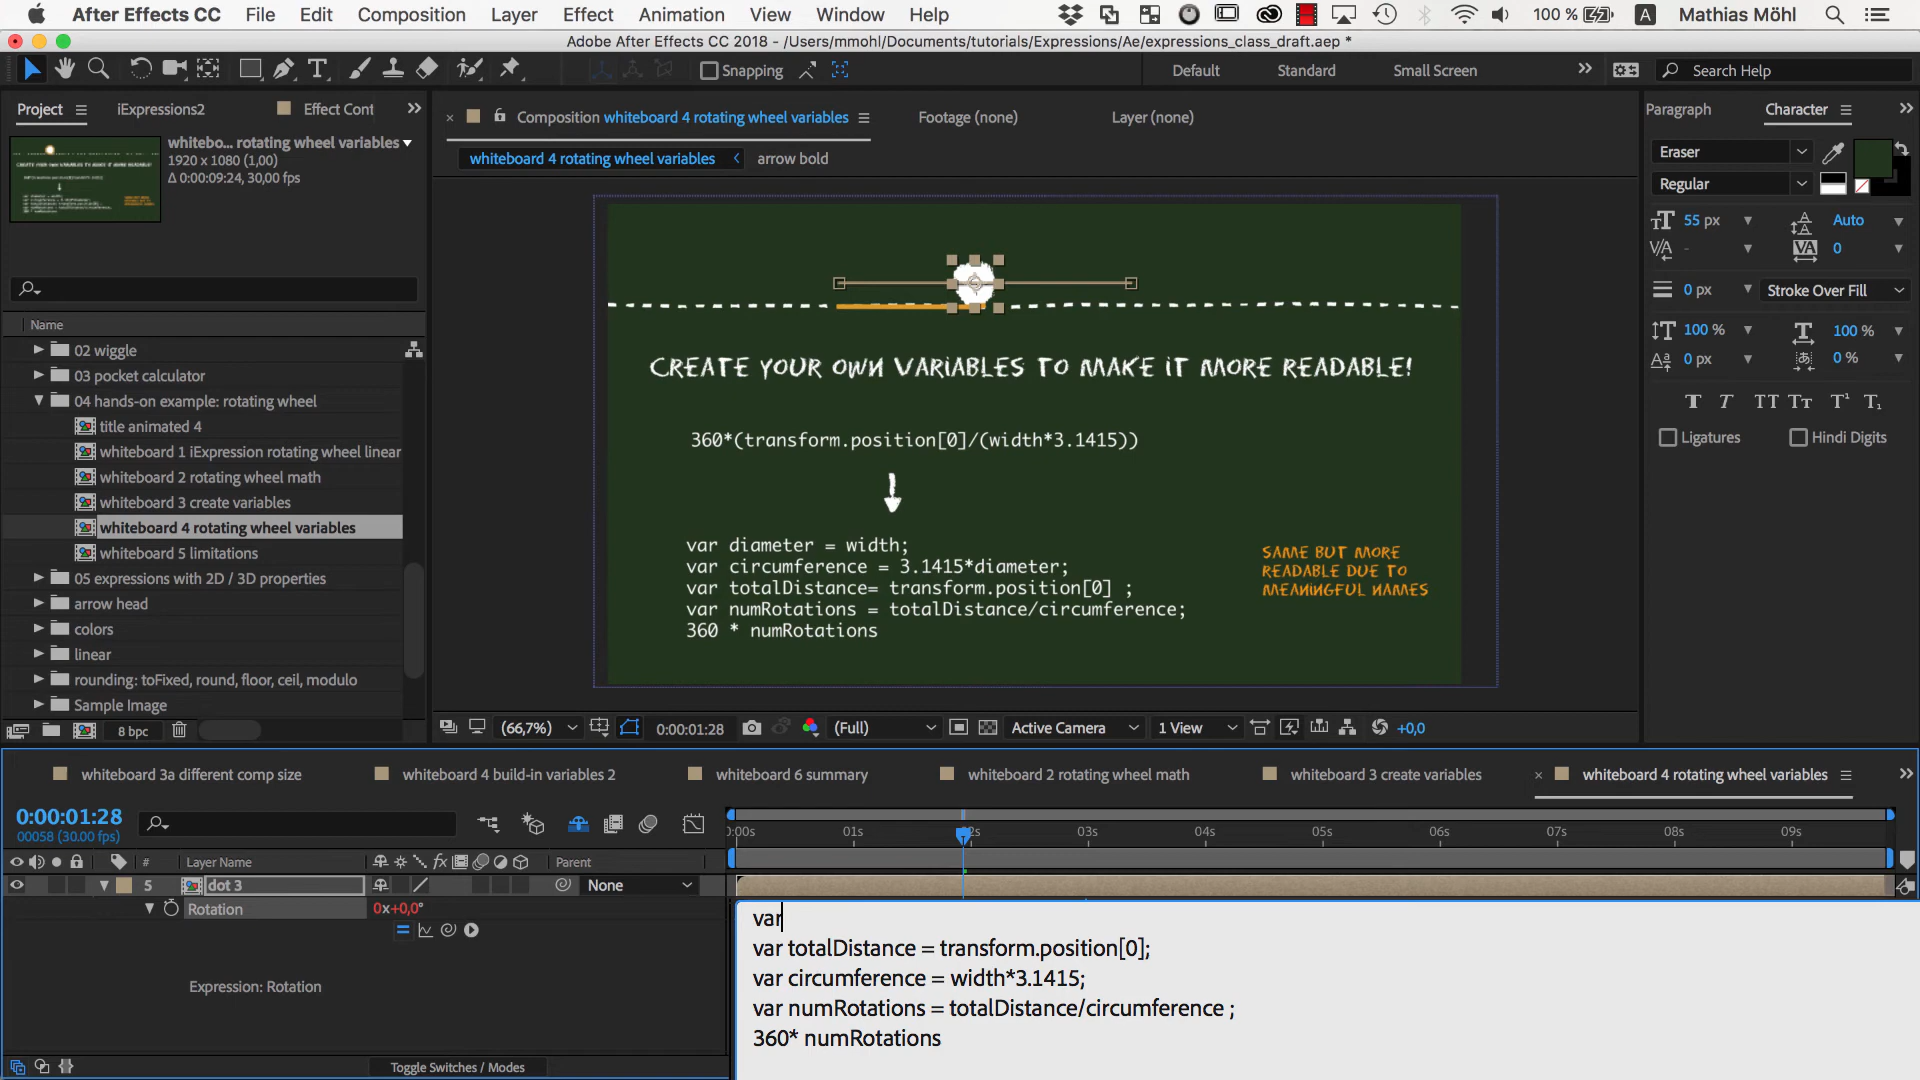 After Effects CC File Edit Composition Layer Effect Animation View Window Help 100 % A Mathias Möhl
Adobe After Effects CC 2018 - /Users/mmohl/Documents/tutorials/Expressions/Ae/expressions_class_draft.aep *
Snapping Default Standard Small Screen Search Help
Project iExpressions2 Effect Cont
Composition whiteboard 4 rotating wheel variables Footage (none) Layer (none)
Paragraph Character
whiteboard 4 rotating wheel variables arrow bold
whitebo... rotating wheel variables
1920 x 1080 (1,00)
Δ 0:00:09:24, 30,00 fps
Eraser
Regular
55 px Auto
- 0
0 px Stroke Over Fill
100 % 100 %
0 px 0 %
Ligatures Hindi Digits
Name
02 wiggle
03 pocket calculator
04 hands-on example: rotating wheel
title animated 4
whiteboard 1 iExpression rotating wheel linear
whiteboard 2 rotating wheel math
whiteboard 3 create variables
whiteboard 4 rotating wheel variables
whiteboard 5 limitations
05 expressions with 2D / 3D properties
arrow head
colors
linear
rounding: toFixed, round, floor, ceil, modulo
Sample Image
8 bpc
CREATE YOUR OWN VARIABLES TO MAKE IT MORE READABLE!
360*(transform.position[0]/(width*3.1415))
var diameter = width;
var circumference = 3.1415*diameter;
var totalDistance= transform.position[0] ;
var numRotations = totalDistance/circumference;
360 * numRotations
SAME BUT MORE
READABLE DUE TO
MEANINGFUL NAMES
(66,7%) 0:00:01:28 (Full) Active Camera 1 View +0,0
whiteboard 3a different comp size whiteboard 4 build-in variables 2 whiteboard 6 summary whiteboard 2 rotating wheel math whiteboard 3 create variables whiteboard 4 rotating wheel variables
0:00:01:28
00058 (30.00 fps)
0:00s 01s 2s 03s 04s 05s 06s 07s 08s 09s
# Layer Name fx Parent
5 dot 3 None
Rotation 0x+0,0°
Expression: Rotation
var
var totalDistance = transform.position[0];
var circumference = width*3.1415;
var numRotations = totalDistance/circumference ;
360* numRotations
Toggle Switches / Modes